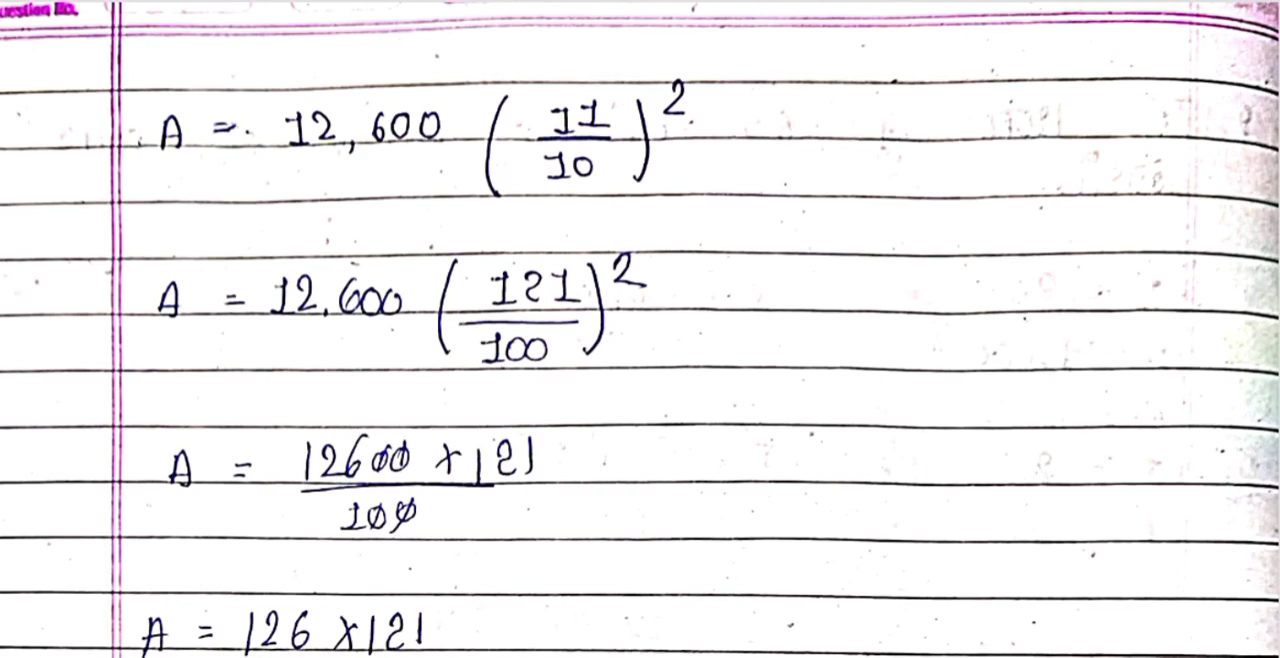 uestion No.
A = 12,600 (11/10)²
A = 12,600 (121/100)²
A = 12600 × 121 / 100
A = 126 × 121